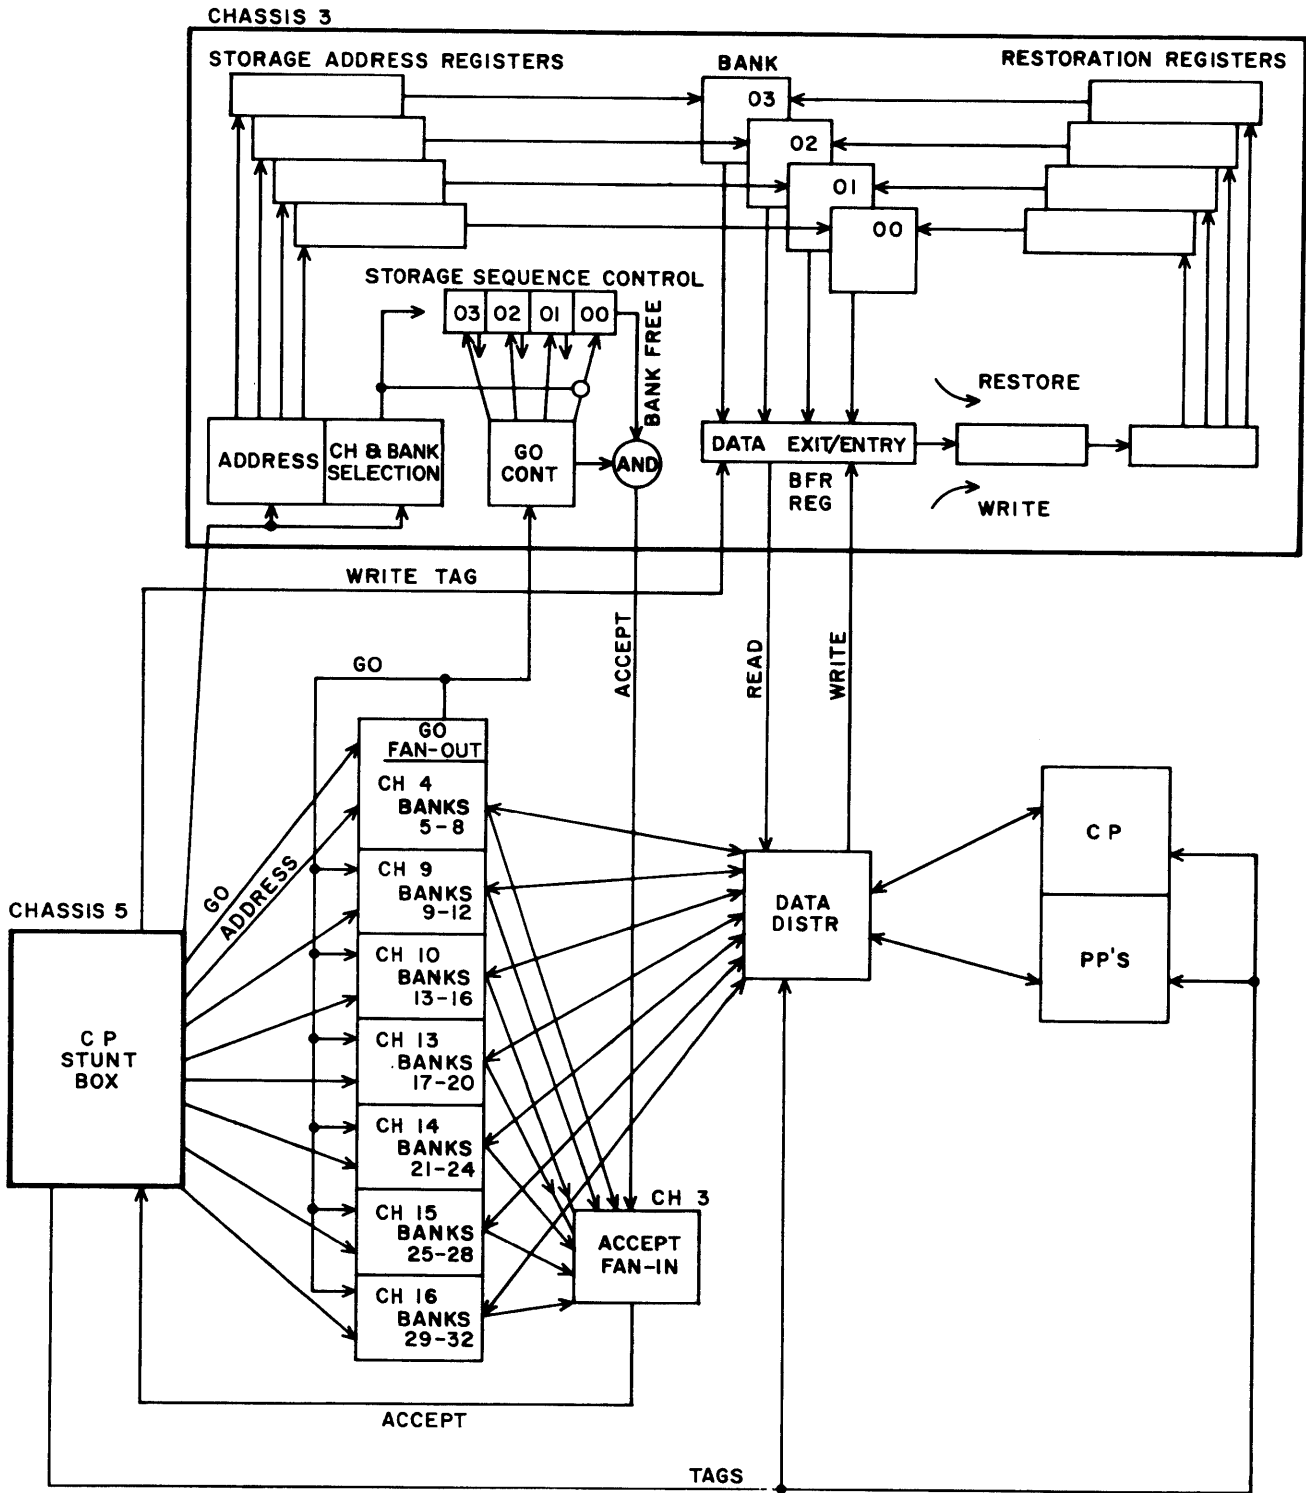 CHASSIS 3
STORAGE ADDRESS REGISTERS
BANK
RESTORATION REGISTERS
03
02
01
00
STORAGE SEQUENCE CONTROL
03 02 01 00
BANK FREE
RESTORE
ADDRESS
CH & BANK
SELECTION
GO
CONT
AND
DATA EXIT/ENTRY
BFR
REG
WRITE
WRITE TAG
ACCEPT
READ
WRITE
GO
GO
FAN-OUT
CH 4
BANKS
5-8
GO
ADDRESS
CH 9
BANKS
9-12
CH 10
BANKS
13-16
CH 13
BANKS
17-20
CH 14
BANKS
21-24
CH 15
BANKS
25-28
CH 16
BANKS
29-32
CHASSIS 5
CP
STUNT
BOX
DATA
DISTR
CP
PP'S
CH 3
ACCEPT
FAN-IN
ACCEPT
TAGS